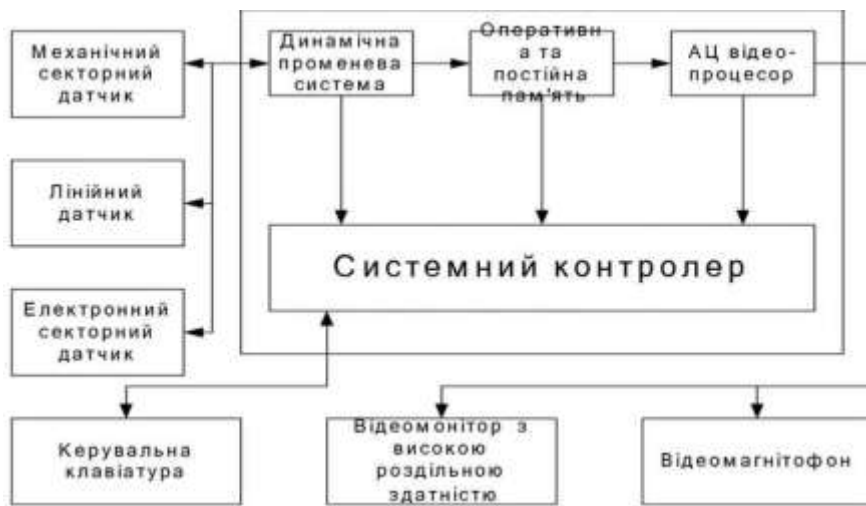 Механічний
секторний
датчик
Динамічна
променева
система
Оперативн
а та
постійна
пам'ять
АЦ відео-
процесор
Лінійний
датчик
Системний контролер
Електронний
секторний
датчик
Керувальна
клавіатура
Відеомонітор з
високою
роздільною
здатністю
Відеомагнітофон